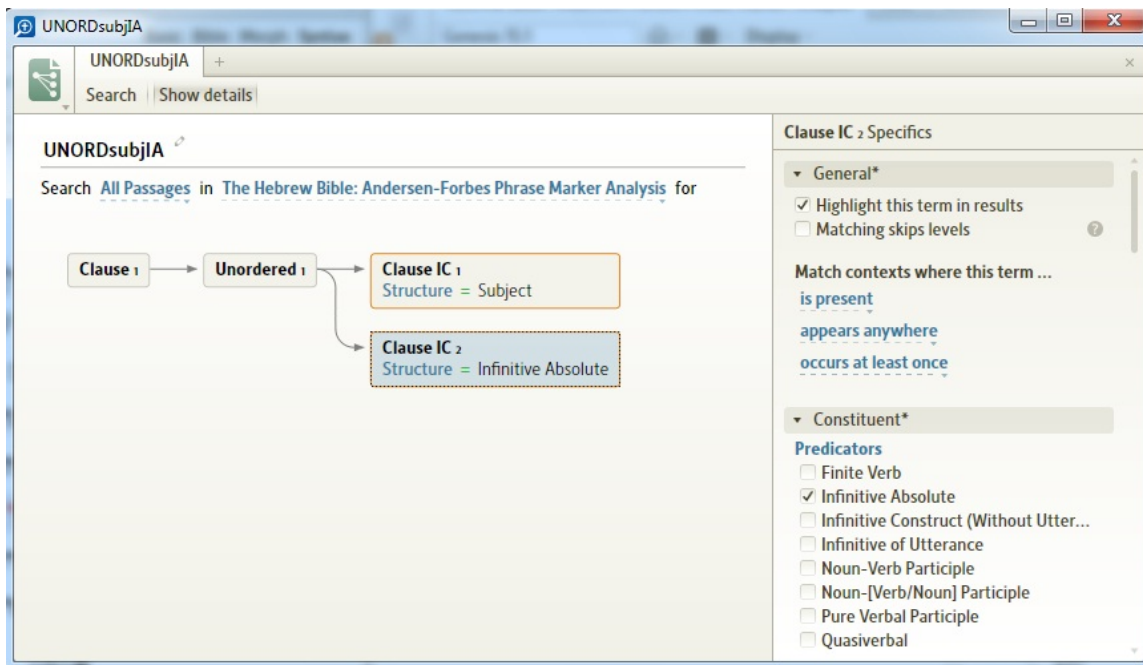 UNORDsubjIA
UNORDsubjIA
Search Show details
UNORDsubjIA
Search All Passages in The Hebrew Bible: Andersen-Forbes Phrase Marker Analysis for
Clause 1
Unordered 1
Clause IC 1
Structure = Subject
Clause IC 2
Structure = Infinitive Absolute
Clause IC 2 Specifics
General*
Highlight this term in results
Matching skips levels
Match contexts where this term ...
is present
appears anywhere
occurs at least once
Constituent*
Predicators
Finite Verb
Infinitive Absolute
Infinitive Construct (Without Utter...
Infinitive of Utterance
Noun-Verb Participle
Noun-[Verb/Noun] Participle
Pure Verbal Participle
Quasiverbal